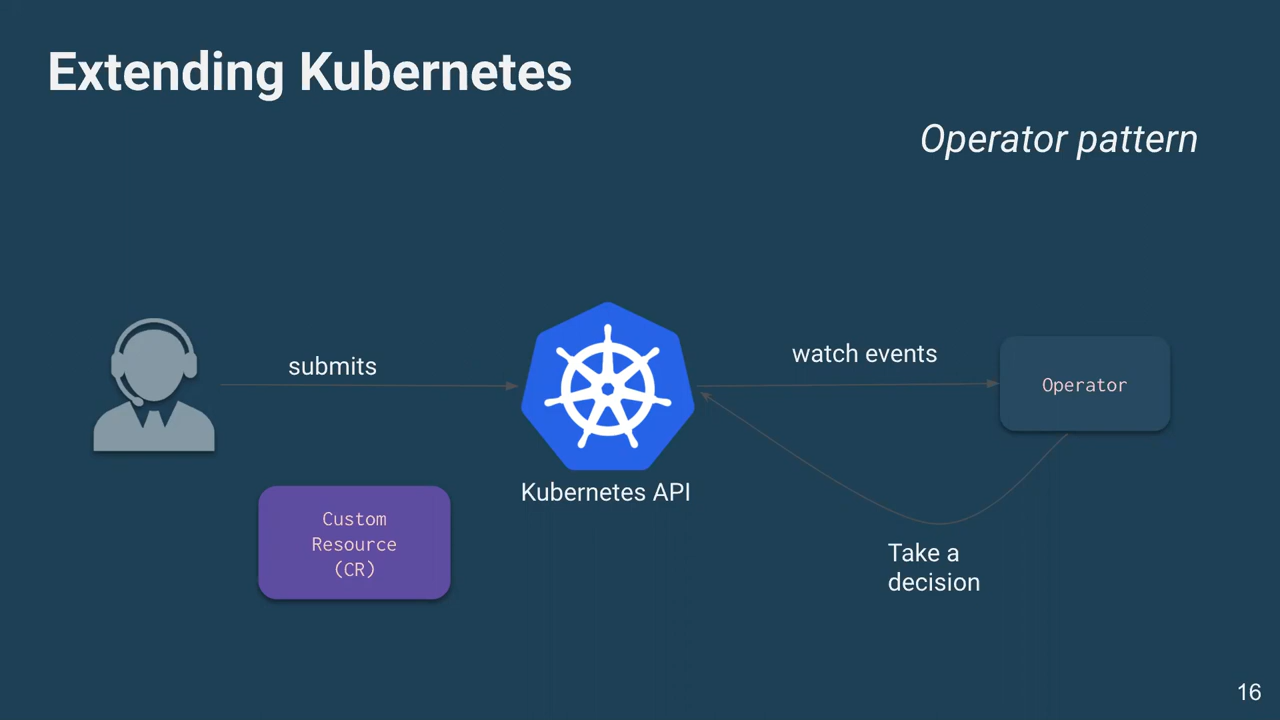 Extending Kubernetes
Operator pattern
submits
watch events
Operator
Kubernetes API
Custom
Resource
(CR)
Take a
decision
16